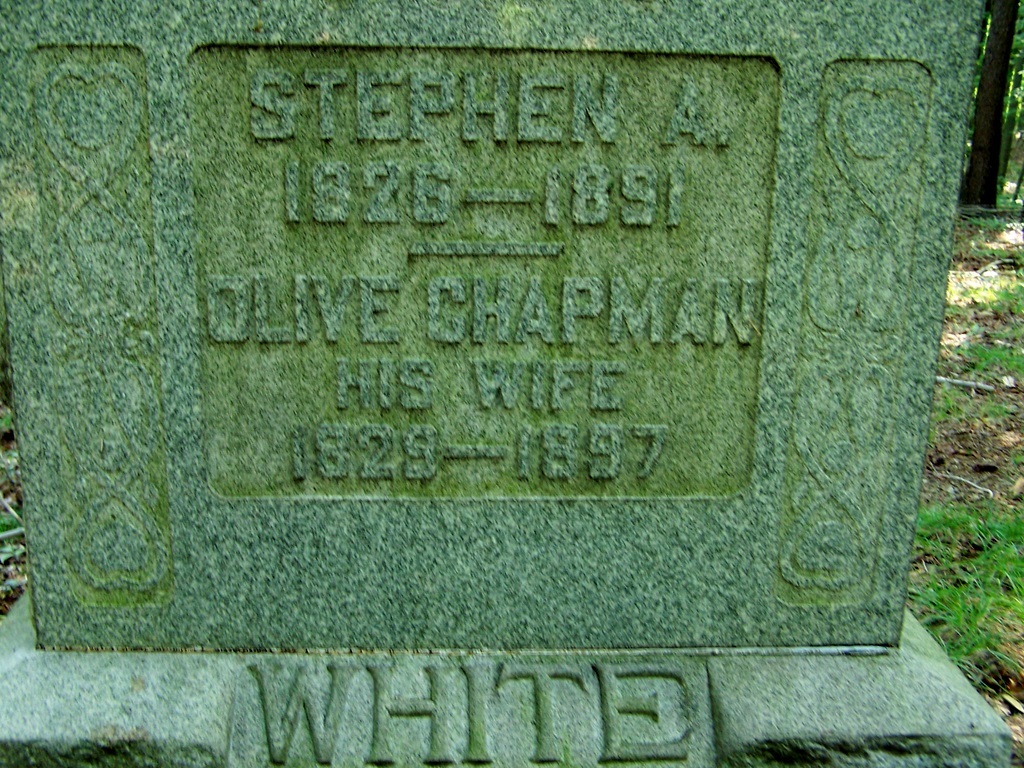 STEPHEN A.
1826—1891
OLIVE CHAPMAN
HIS WIFE
1829—1897
WHITE